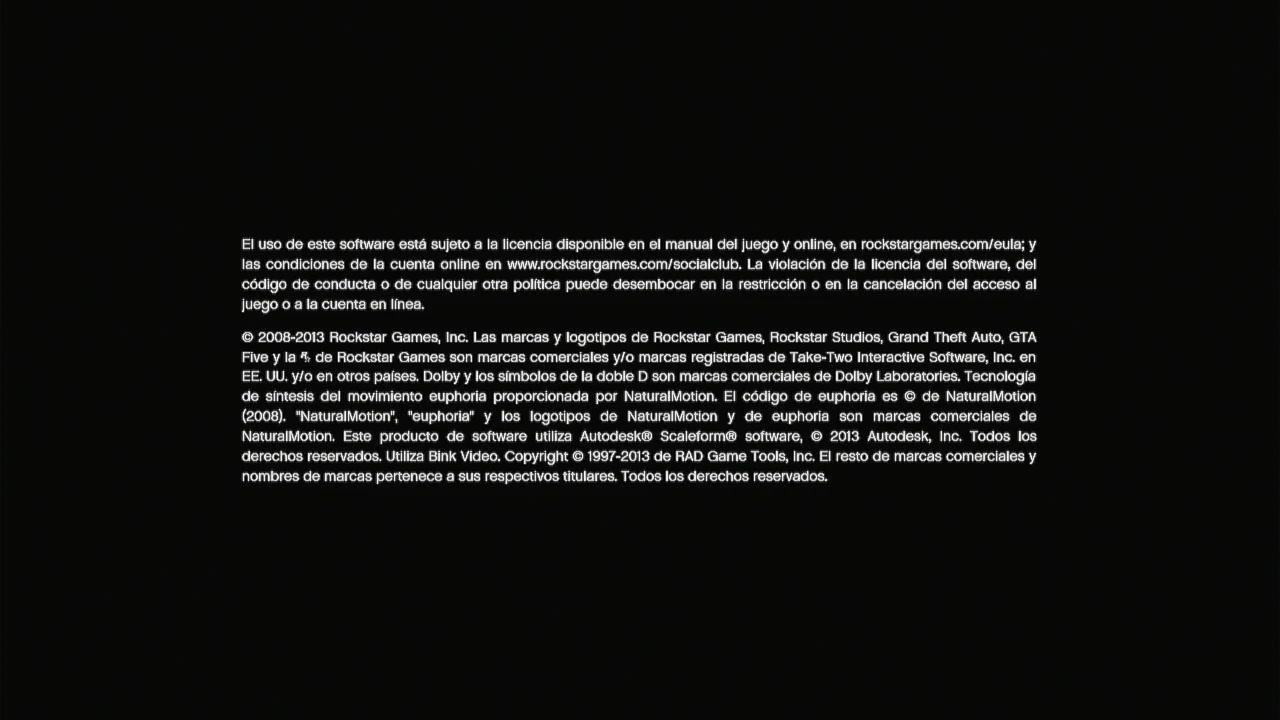 El uso de este software está sujeto a la licencia disponible en el manual del juego y online, en rockstargames.com/eula; y
las condiciones de la cuenta online en www.rockstargames.com/socialclub. La violación de la licencia del software, del
código de conducta o de cualquier otra política puede desembocar en la restricción o en la cancelación del acceso al
juego o a la cuenta en línea.
© 2008-2013 Rockstar Games, Inc. Las marcas y logotipos de Rockstar Games, Rockstar Studios, Grand Theft Auto, GTA
Five y la de Rockstar Games son marcas comerciales y/o marcas registradas de Take-Two Interactive Software, Inc. en
EE. UU. y/o en otros países. Dolby y los símbolos de la doble D son marcas comerciales de Dolby Laboratories. Tecnología
de síntesis del movimiento euphoria proporcionada por NaturalMotion. El código de euphoria es © de NaturalMotion
(2008). "NaturalMotion", "euphoria" y los logotipos de NaturalMotion y de euphoria son marcas comerciales de
NaturalMotion. Este producto de software utiliza Autodesk® Scaleform® software, © 2013 Autodesk, Inc. Todos los
derechos reservados. Utiliza Bink Video. Copyright © 1997-2013 de RAD Game Tools, Inc. El resto de marcas comerciales y
nombres de marcas pertenece a sus respectivos titulares. Todos los derechos reservados.